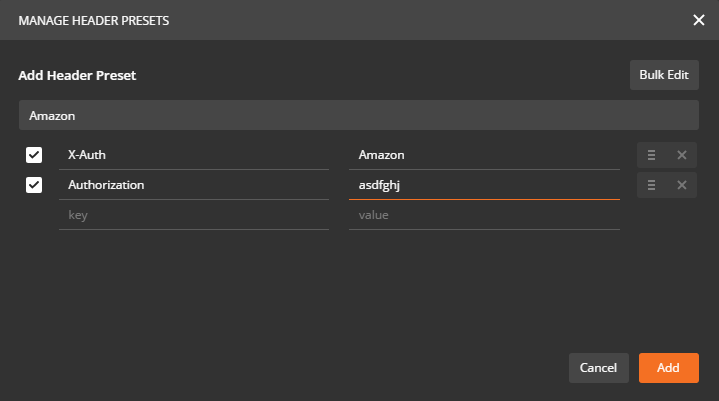 MANAGE HEADER PRESETS
Add Header Preset
Bulk Edit
Amazon
X-Auth Amazon
Authorization asdfghj
key value
Cancel Add